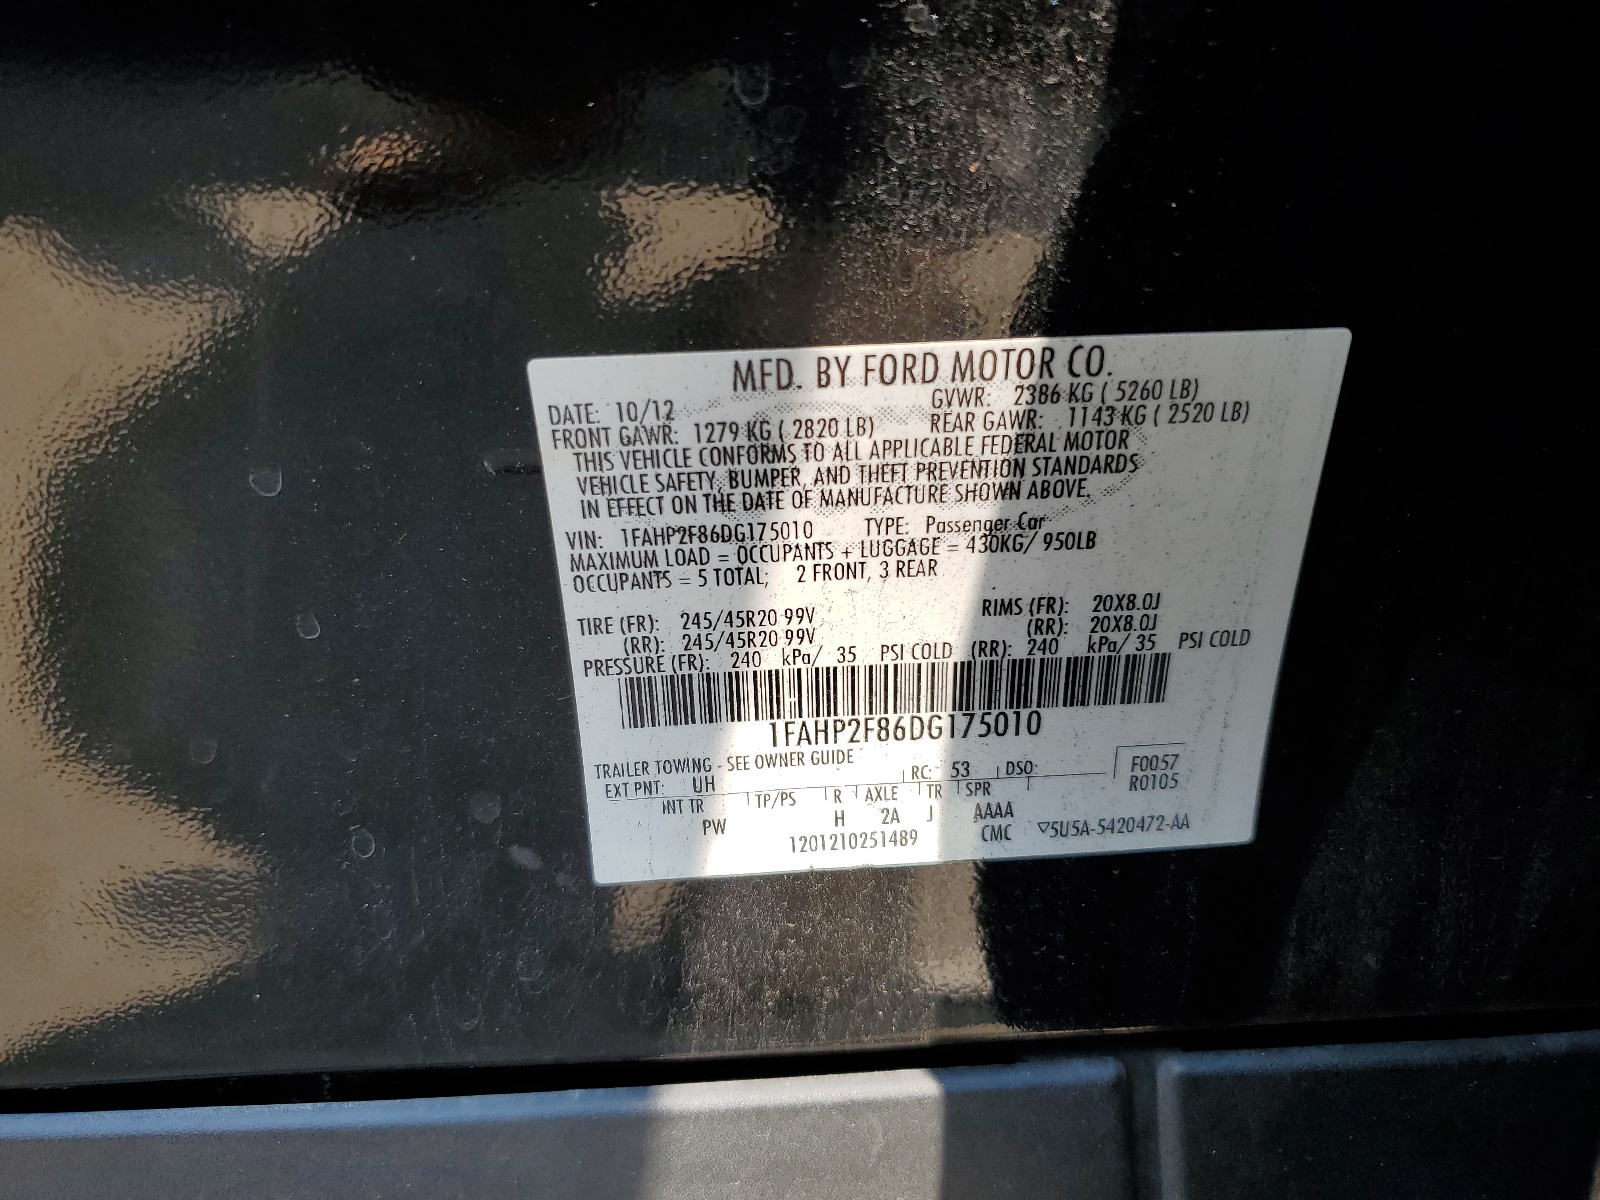 MFD. BY FORD MOTOR CO.
DATE: 10/12 GVWR: 2386 KG ( 5260 LB)
FRONT GAWR: 1279 KG ( 2820 LB) REAR GAWR: 1143 KG ( 2520 LB)
THIS VEHICLE CONFORMS TO ALL APPLICABLE FEDERAL MOTOR
VEHICLE SAFETY, BUMPER, AND THEFT PREVENTION STANDARDS
IN EFFECT ON THE DATE OF MANUFACTURE SHOWN ABOVE.
VIN: 1FAHP2F86DG175010 TYPE: Passenger Car
MAXIMUM LOAD = OCCUPANTS + LUGGAGE = 430KG/ 950LB
OCCUPANTS = 5 TOTAL; 2 FRONT, 3 REAR
TIRE (FR): 245/45R20 99V RIMS (FR): 20X8.0J
(RR): 245/45R20 99V (RR): 20X8.0J
PRESSURE (FR): 240 kPa/ 35 PSI COLD (RR): 240 kPa/ 35 PSI COLD
1FAHP2F86DG175010
TRAILER TOWING - SEE OWNER GUIDE
EXT PNT: UH RC: 53 DSO: F0057
R0105
INT TR TP/PS R AXLE TR SPR
PW H 2A J AAAA
1201210251489 CMC ▽5U5A-5420472-AA